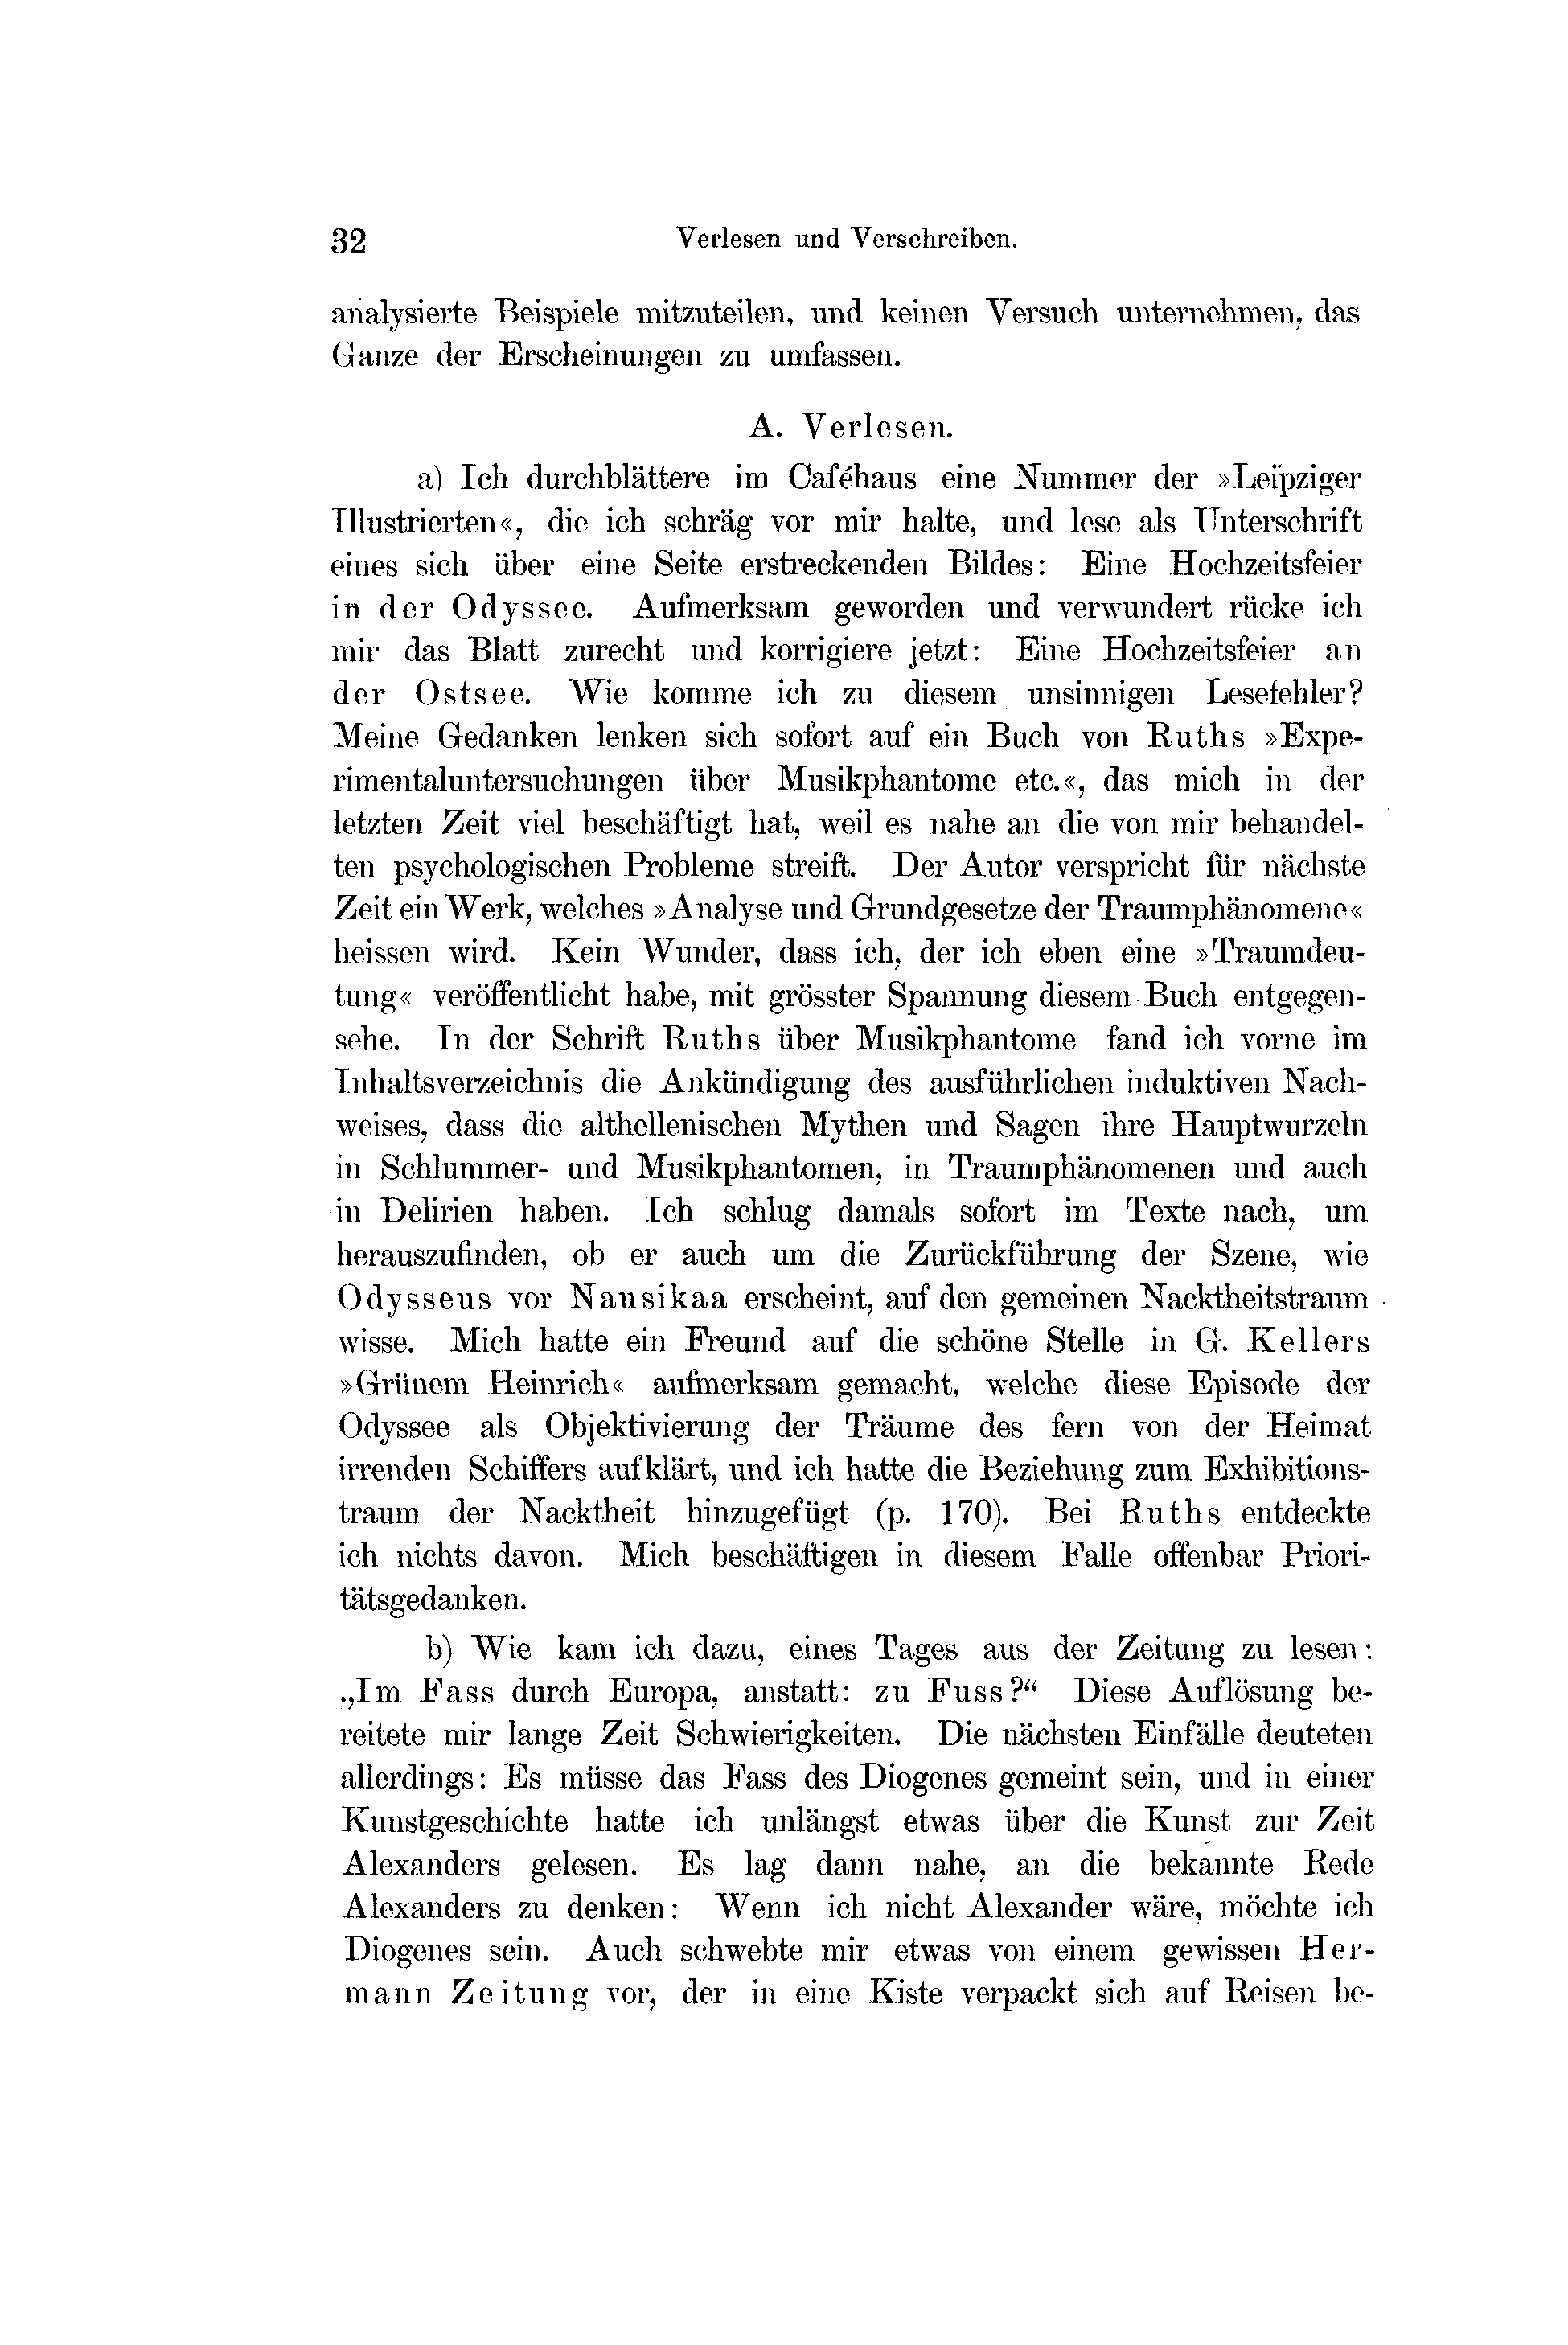 32 Verlesen und Verschreiben.
analysierte Beispiele mitzuteilen, und keinen Versuch unternehmen, das
Ganze der Erscheinungen zu umfassen.
A. Verlesen.
a) Ich durchblättere im Caféhaus eine Nummer der »Leipziger
Illustrierten«, die ich schräg vor mir halte, und lese als Unterschrift
eines sich über eine Seite erstreckenden Bildes: Eine Hochzeitsfeier
in der Odyssee. Aufmerksam geworden und verwundert rücke ich
mir das Blatt zurecht und korrigiere jetzt: Eine Hochzeitsfeier an
der Ostsee. Wie komme ich zu diesem unsinnigen Lesefehler?
Meine Gedanken lenken sich sofort auf ein Buch von Ruths »Expe-
rimentaluntersuchungen über Musikphantome etc.«, das mich in der
letzten Zeit viel beschäftigt hat, weil es nahe an die von mir behandel-
ten psychologischen Probleme streift. Der Autor verspricht für nächste
Zeit ein Werk, welches »Analyse und Grundgesetze der Traumphänomene«
heissen wird. Kein Wunder, dass ich, der ich eben eine »Traumdeu-
tung« veröffentlicht habe, mit grösster Spannung diesem Buch entgegen-
sehe. In der Schrift Ruths über Musikphantome fand ich vorne im
Inhaltsverzeichnis die Ankündigung des ausführlichen induktiven Nach-
weises, dass die althellenischen Mythen und Sagen ihre Hauptwurzeln
in Schlummer- und Musikphantomen, in Traumphänomenen und auch
in Delirien haben. Ich schlug damals sofort im Texte nach, um
herauszufinden, ob er auch um die Zurückführung der Szene, wie
Odysseus vor Nausikaa erscheint, auf den gemeinen Nacktheitstraum
wisse. Mich hatte ein Freund auf die schöne Stelle in G. Kellers
»Grünem Heinrich« aufmerksam gemacht, welche diese Episode der
Odyssee als Objektivierung der Träume des fern von der Heimat
irrenden Schiffers aufklärt, und ich hatte die Beziehung zum Exhibitions-
traum der Nacktheit hinzugefügt (p. 170). Bei Ruths entdeckte
ich nichts davon. Mich beschäftigen in diesem Falle offenbar Priori-
tätsgedanken.
b) Wie kam ich dazu, eines Tages aus der Zeitung zu lesen:
„Im Fass durch Europa, anstatt: zu Fuss?“ Diese Auflösung be-
reitete mir lange Zeit Schwierigkeiten. Die nächsten Einfälle deuteten
allerdings: Es müsse das Fass des Diogenes gemeint sein, und in einer
Kunstgeschichte hatte ich unlängst etwas über die Kunst zur Zeit
Alexanders gelesen. Es lag dann nahe, an die bekannte Rede
Alexanders zu denken: Wenn ich nicht Alexander wäre, möchte ich
Diogenes sein. Auch schwebte mir etwas von einem gewissen Her-
mann Zeitung vor, der in eine Kiste verpackt sich auf Reisen be-